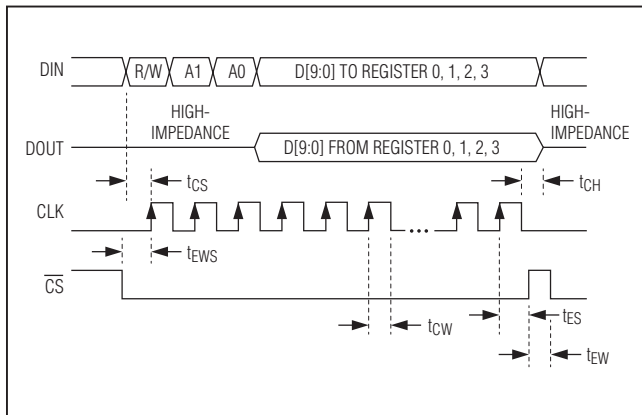 DIN R/W A1 A0 D[9:0] TO REGISTER 0, 1, 2, 3
HIGH-
IMPEDANCE
HIGH-
IMPEDANCE
DOUT D[9:0] FROM REGISTER 0, 1, 2, 3
tCS
tCH
CLK
...
tEWS
CS
tCW
tES
tEW